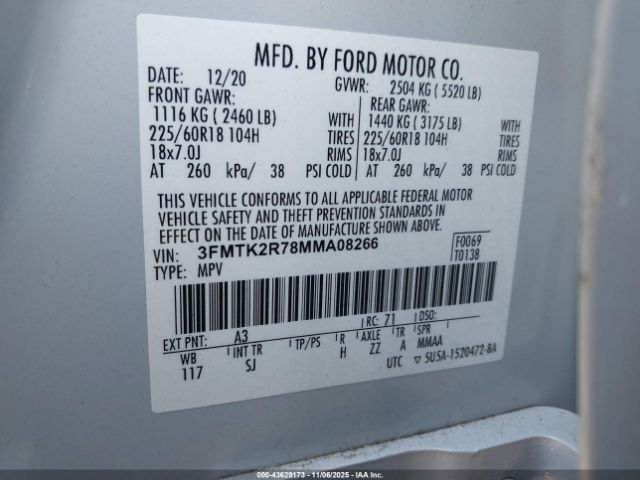 MFD. BY FORD MOTOR CO.
DATE: 12/20 GVWR: 2504 KG ( 5520 LB)
FRONT GAWR: REAR GAWR:
1116 KG ( 2460 LB) WITH 1440 KG ( 3175 LB) WITH
225/60R18 104H TIRES 225/60R18 104H TIRES
18x7.0J RIMS 18x7.0J RIMS
AT 260 kPa/ 38 PSI COLD AT 260 kPa/ 38 PSI COLD
THIS VEHICLE CONFORMS TO ALL APPLICABLE FEDERAL MOTOR
VEHICLE SAFETY AND THEFT PREVENTION STANDARDS IN
EFFECT ON THE DATE OF MANUFACTURE SHOWN ABOVE.
VIN: 3FMTK2R78MMA08266 F0069
TYPE: MPV T0138
EXT PNT: A3 RC: 71 DSO:
WB INT TR TP/PS R AXLE TR SPR
117 SJ H ZZ A MMAA
UTC ▽ 5U5A-1520472-BA
000-43629173 - 11/06/2025 - IAAI.com